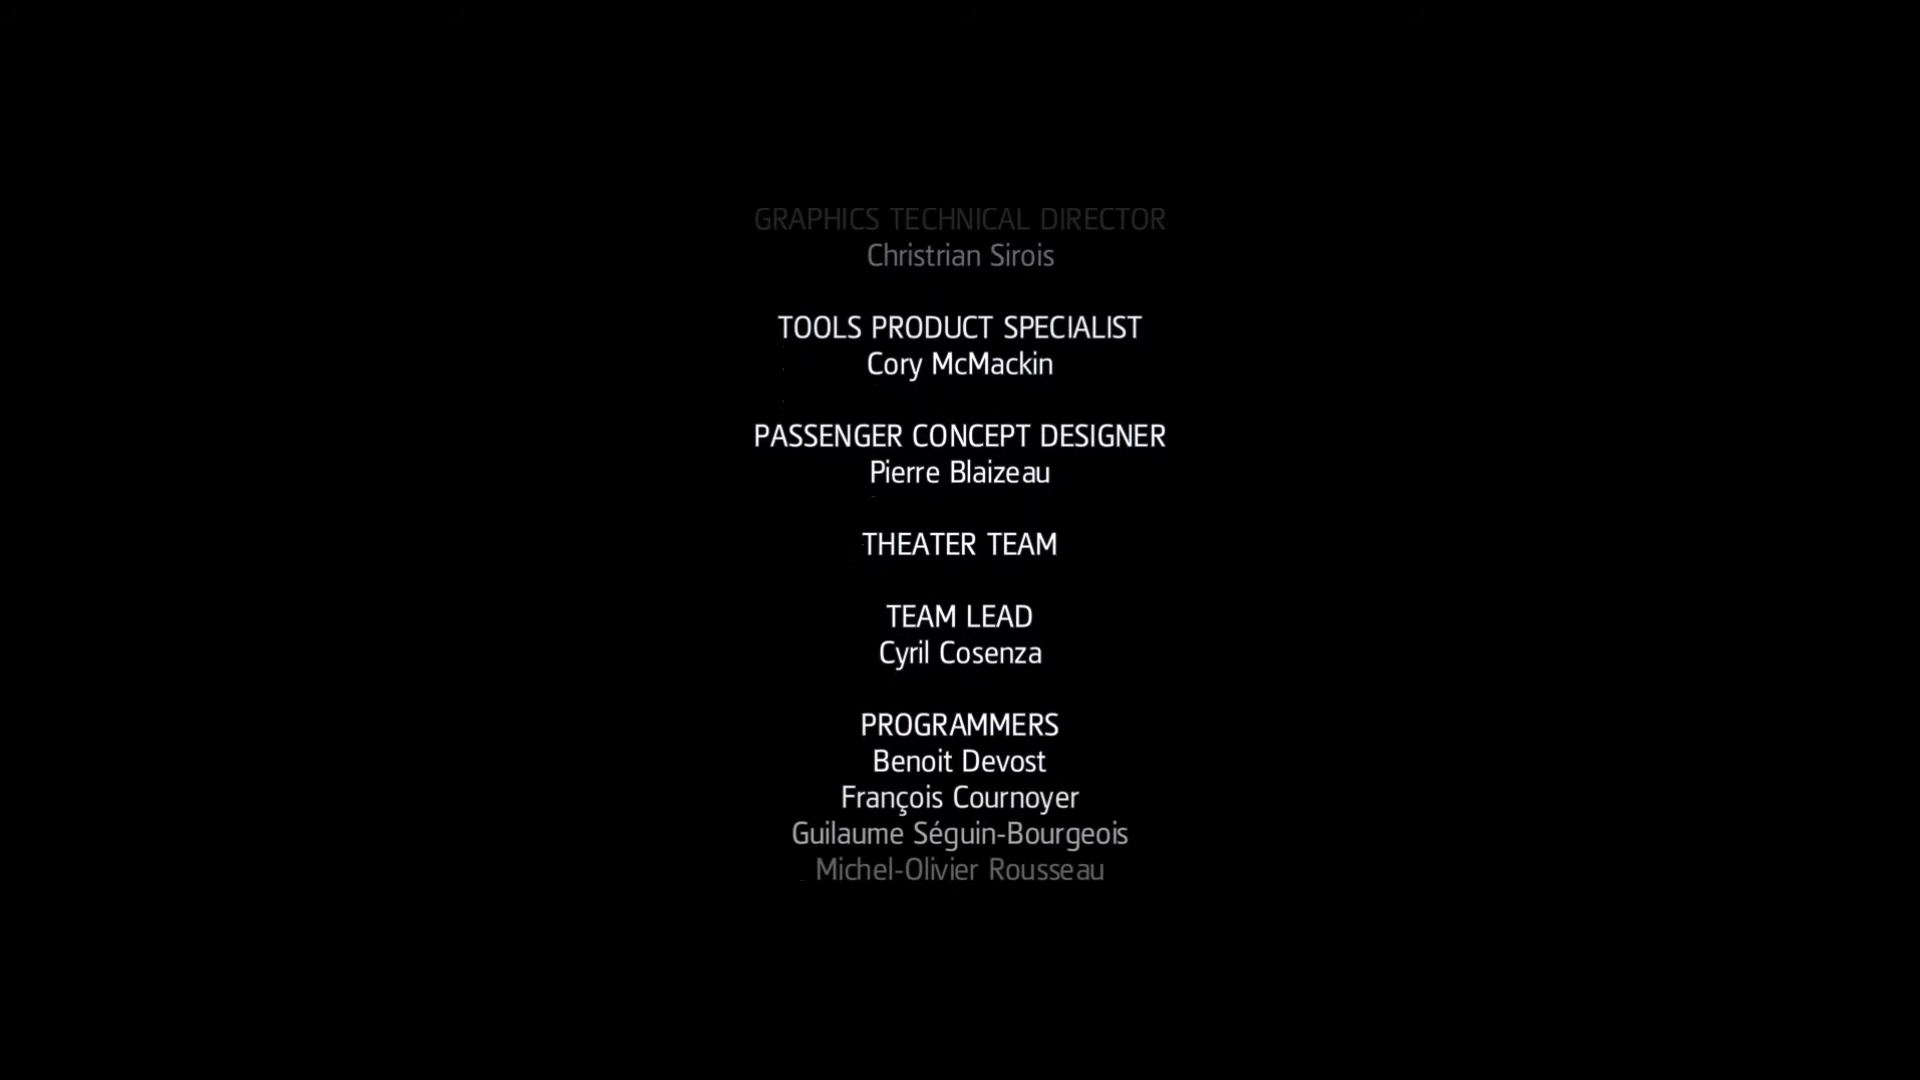 GRAPHICS TECHNICAL DIRECTOR
Christrian Sirois
TOOLS PRODUCT SPECIALIST
Cory McMackin
PASSENGER CONCEPT DESIGNER
Pierre Blaizeau
THEATER TEAM
TEAM LEAD
Cyril Cosenza
PROGRAMMERS
Benoit Devost
François Cournoyer
Guilaume Séguin-Bourgeois
Michel-Olivier Rousseau